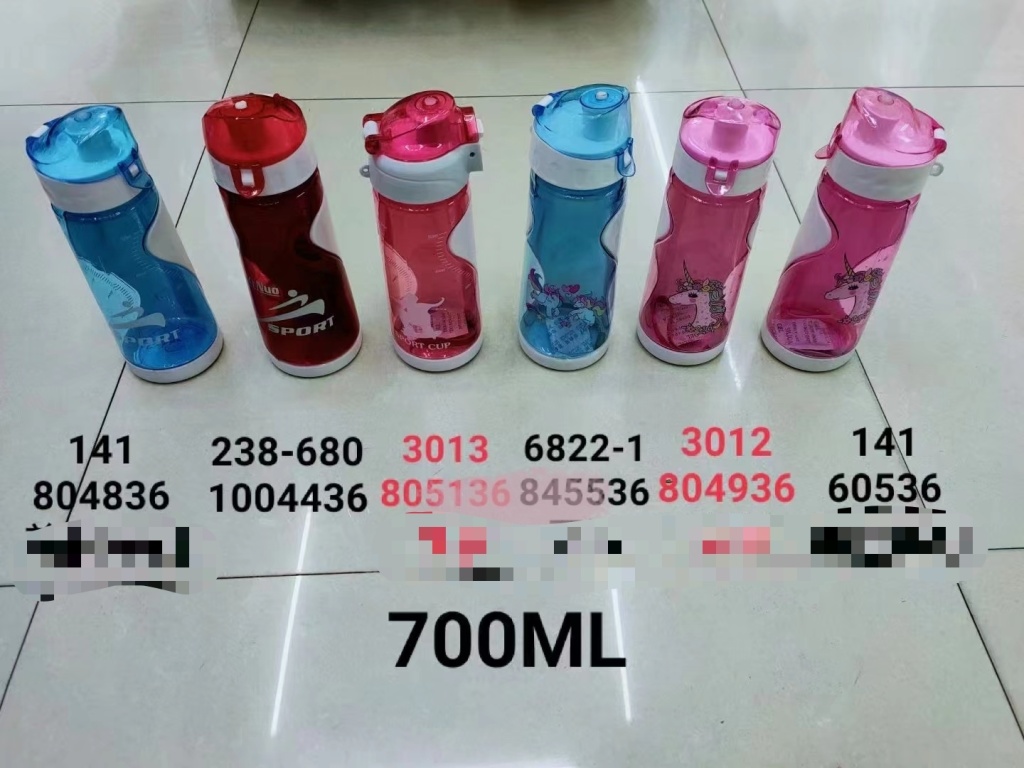 SPORT
SPORT
SPORT CUP
141 238-680 3013 6822-1 3012 141
804836 1004436 805136 845536 804936 60536
700ML